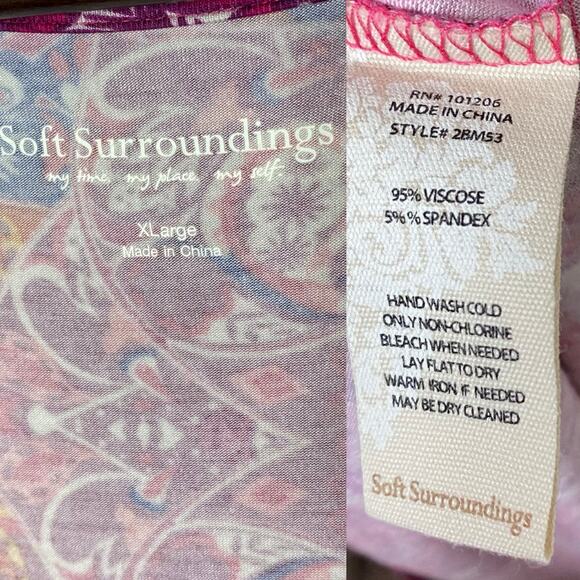 Soft Surroundings
my time. my place. my self.
XLarge
Made in China
RN# 101206
MADE IN CHINA
STYLE# 2BM53
95% VISCOSE
5%% SPANDEX
HAND WASH COLD
ONLY NON-CHLORINE
BLEACH WHEN NEEDED
LAY FLAT TO DRY
WARM IRON IF NEEDED
MAY BE DRY CLEANED
Soft Surroundings